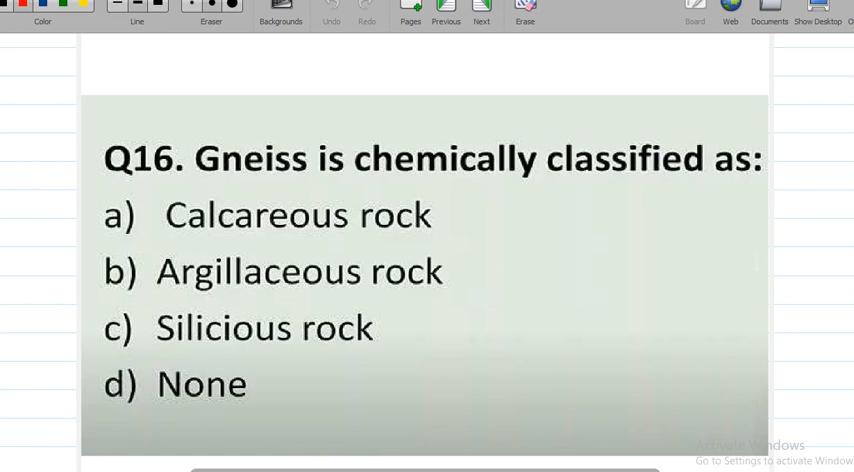 Color
Line
Eraser
Backgrounds
Undo
Redo
Pages
Previous
Next
Erase
Board
Web
Documents
Show Desktop
Q16. Gneiss is chemically classified as:
a) Calcareous rock
b) Argillaceous rock
c) Silicious rock
d) None
Activate Windows
Go to Settings to activate Window